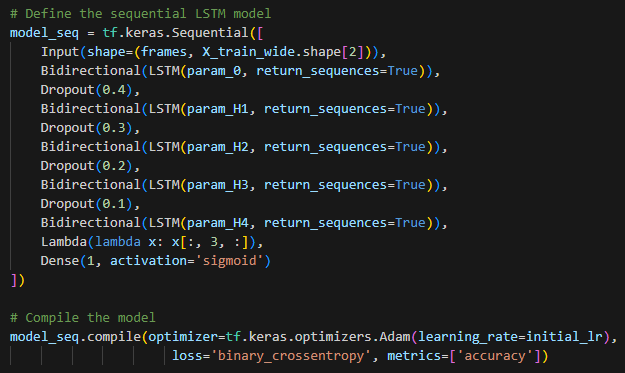 # Define the sequential LSTM model
model_seq = tf.keras.Sequential([
    Input(shape=(frames, X_train_wide.shape[2])),
    Bidirectional(LSTM(param_0, return_sequences=True)),
    Dropout(0.4),
    Bidirectional(LSTM(param_H1, return_sequences=True)),
    Dropout(0.3),
    Bidirectional(LSTM(param_H2, return_sequences=True)),
    Dropout(0.2),
    Bidirectional(LSTM(param_H3, return_sequences=True)),
    Dropout(0.1),
    Bidirectional(LSTM(param_H4, return_sequences=True)),
    Lambda(lambda x: x[:, 3, :]),
    Dense(1, activation='sigmoid')
])
# Compile the model
model_seq.compile(optimizer=tf.keras.optimizers.Adam(learning_rate=initial_lr),
                    loss='binary_crossentropy', metrics=['accuracy'])